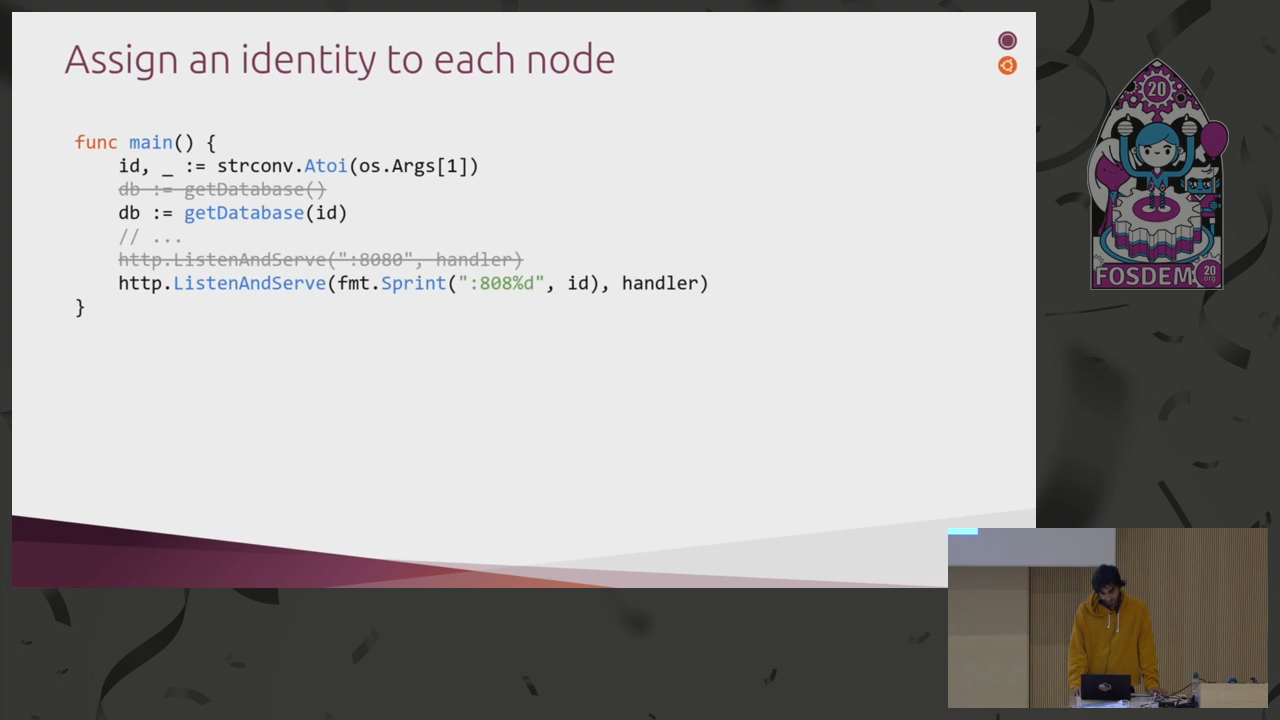 Assign an identity to each node
func main() {
id, _ := strconv.Atoi(os.Args[1])
db := getDatabase()
db := getDatabase(id)
// ...
http.ListenAndServe(":8080", handler)
http.ListenAndServe(fmt.Sprint(":808%d", id), handler)
}
20
FOSDEM
20
.org